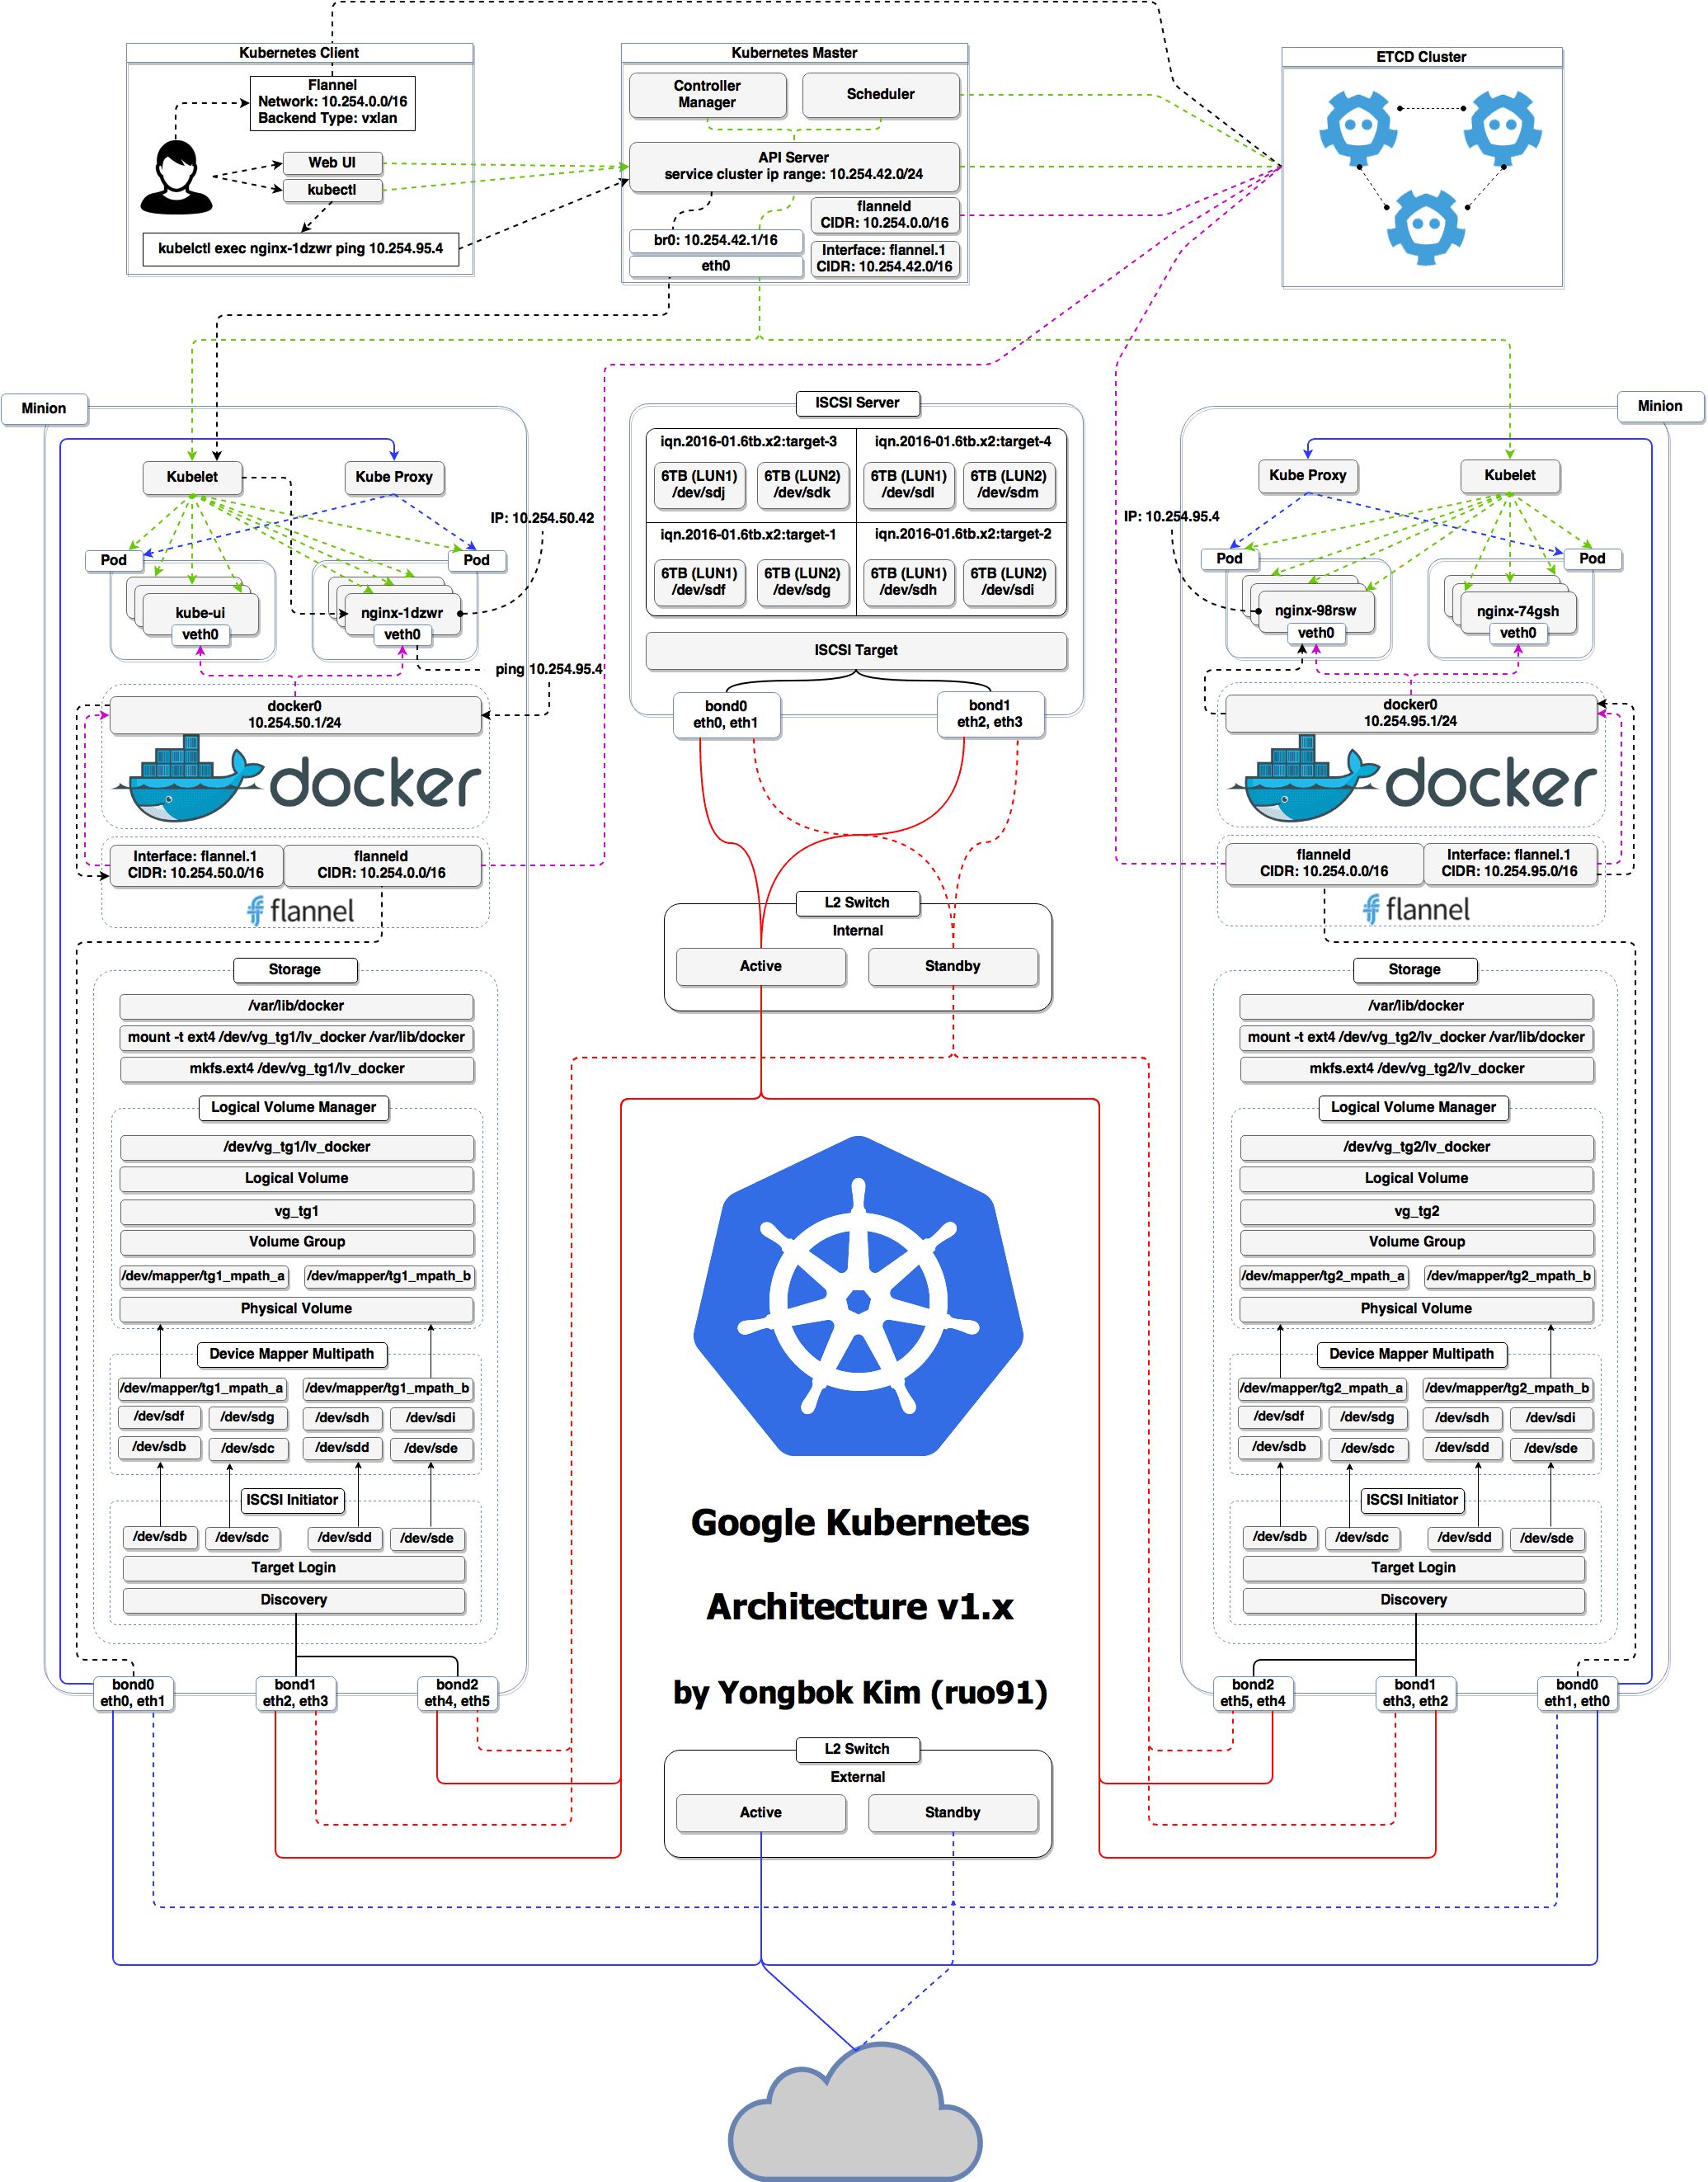 Kubernetes Client
Flannel
Network: 10.254.0.0/16
Backend Type: vxlan
Web UI
kubectl
kubelctl exec nginx-1dzwr ping 10.254.95.4
Kubernetes Master
Controller
Manager
Scheduler
API Server
service cluster ip range: 10.254.42.0/24
flanneld
CIDR: 10.254.0.0/16
br0: 10.254.42.1/16
eth0
Interface: flannel.1
CIDR: 10.254.42.0/16
ETCD Cluster
Minion
Kubelet
Kube Proxy
IP: 10.254.50.42
Pod
Pod
kube-ui
veth0
nginx-1dzwr
veth0
ping 10.254.95.4
docker0
10.254.50.1/24
docker
Interface: flannel.1
CIDR: 10.254.50.0/16
flanneld
CIDR: 10.254.0.0/16
flannel
Storage
/var/lib/docker
mount -t ext4 /dev/vg_tg1/lv_docker /var/lib/docker
mkfs.ext4 /dev/vg_tg1/lv_docker
Logical Volume Manager
/dev/vg_tg1/lv_docker
Logical Volume
vg_tg1
Volume Group
/dev/mapper/tg1_mpath_a
/dev/mapper/tg1_mpath_b
Physical Volume
Device Mapper Multipath
/dev/mapper/tg1_mpath_a
/dev/mapper/tg1_mpath_b
/dev/sdf
/dev/sdg
/dev/sdh
/dev/sdi
/dev/sdb
/dev/sdc
/dev/sdd
/dev/sde
ISCSI Initiator
/dev/sdb
/dev/sdc
/dev/sdd
/dev/sde
Target Login
Discovery
bond0
eth0, eth1
bond1
eth2, eth3
bond2
eth4, eth5
ISCSI Server
iqn.2016-01.6tb.x2:target-3
6TB (LUN1)
/dev/sdj
6TB (LUN2)
/dev/sdk
iqn.2016-01.6tb.x2:target-4
6TB (LUN1)
/dev/sdl
6TB (LUN2)
/dev/sdm
iqn.2016-01.6tb.x2:target-1
6TB (LUN1)
/dev/sdf
6TB (LUN2)
/dev/sdg
iqn.2016-01.6tb.x2:target-2
6TB (LUN1)
/dev/sdh
6TB (LUN2)
/dev/sdi
ISCSI Target
bond0
eth0, eth1
bond1
eth2, eth3
L2 Switch
Internal
Active
Standby
Google Kubernetes
Architecture v1.x
by Yongbok Kim (ruo91)
L2 Switch
External
Active
Standby
Minion
Kube Proxy
Kubelet
IP: 10.254.95.4
Pod
Pod
nginx-98rsw
veth0
nginx-74gsh
veth0
docker0
10.254.95.1/24
docker
flanneld
CIDR: 10.254.0.0/16
Interface: flannel.1
CIDR: 10.254.95.0/16
flannel
Storage
/var/lib/docker
mount -t ext4 /dev/vg_tg2/lv_docker /var/lib/docker
mkfs.ext4 /dev/vg_tg2/lv_docker
Logical Volume Manager
/dev/vg_tg2/lv_docker
Logical Volume
vg_tg2
Volume Group
/dev/mapper/tg2_mpath_a
/dev/mapper/tg2_mpath_b
Physical Volume
Device Mapper Multipath
/dev/mapper/tg2_mpath_a
/dev/mapper/tg2_mpath_b
/dev/sdf
/dev/sdg
/dev/sdh
/dev/sdi
/dev/sdb
/dev/sdc
/dev/sdd
/dev/sde
ISCSI Initiator
/dev/sdb
/dev/sdc
/dev/sdd
/dev/sde
Target Login
Discovery
bond2
eth5, eth4
bond1
eth3, eth2
bond0
eth1, eth0